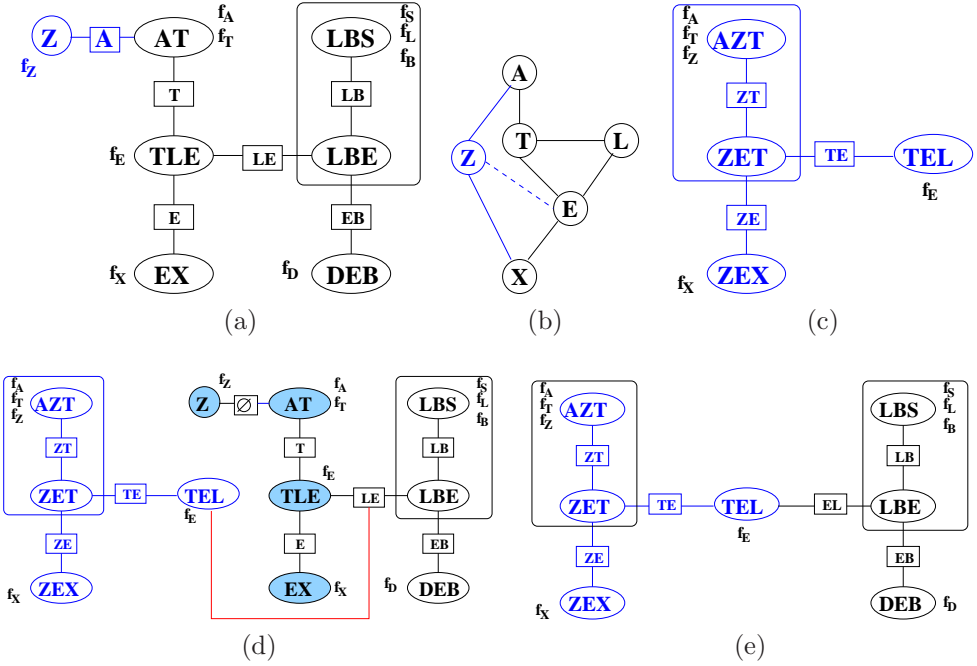 f_A
f_S
f_A
Z A AT f_T LBS f_L A f_T AZT
f_Z f_B f_Z
T LB ZT
T L
f_E TLE LE LBE Z ZET TE TEL
E f_E
E EB ZE
f_X EX f_D DEB X f_X ZEX
(a) (b) (c)
f_A f_Z f_A f_S f_A f_S
f_T AZT Z ∅ AT f_T LBS f_L f_T AZT LBS f_L
f_Z f_B f_Z f_B
ZT T LB ZT LB
f_E
ZET TE TEL TLE LE LBE ZET TE TEL EL LBE
f_E f_E
ZE E EB ZE EB
f_X ZEX EX f_X f_D DEB f_X ZEX DEB f_D
(d) (e)